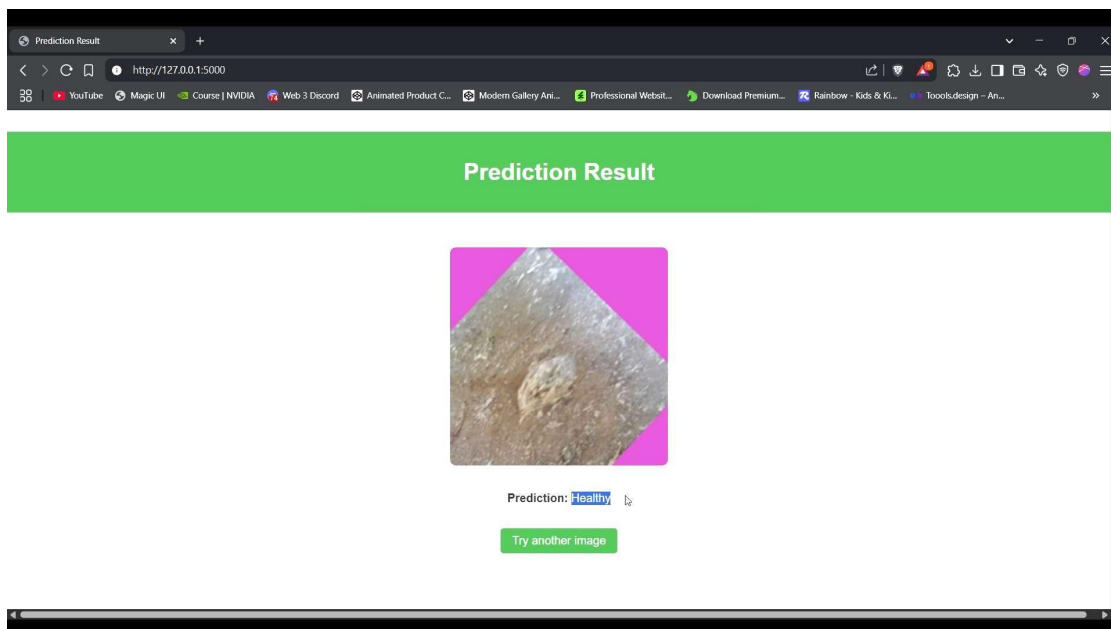 Prediction Result
http://127.0.0.1:5000
YouTube Magic UI Course | NVIDIA Web 3 Discord Animated Product C... Modern Gallery Ani... Professional Websit... Download Premium... Rainbow - Kids & Ki... Toools.design – An...
Prediction Result
Prediction: Healthy
Try another image